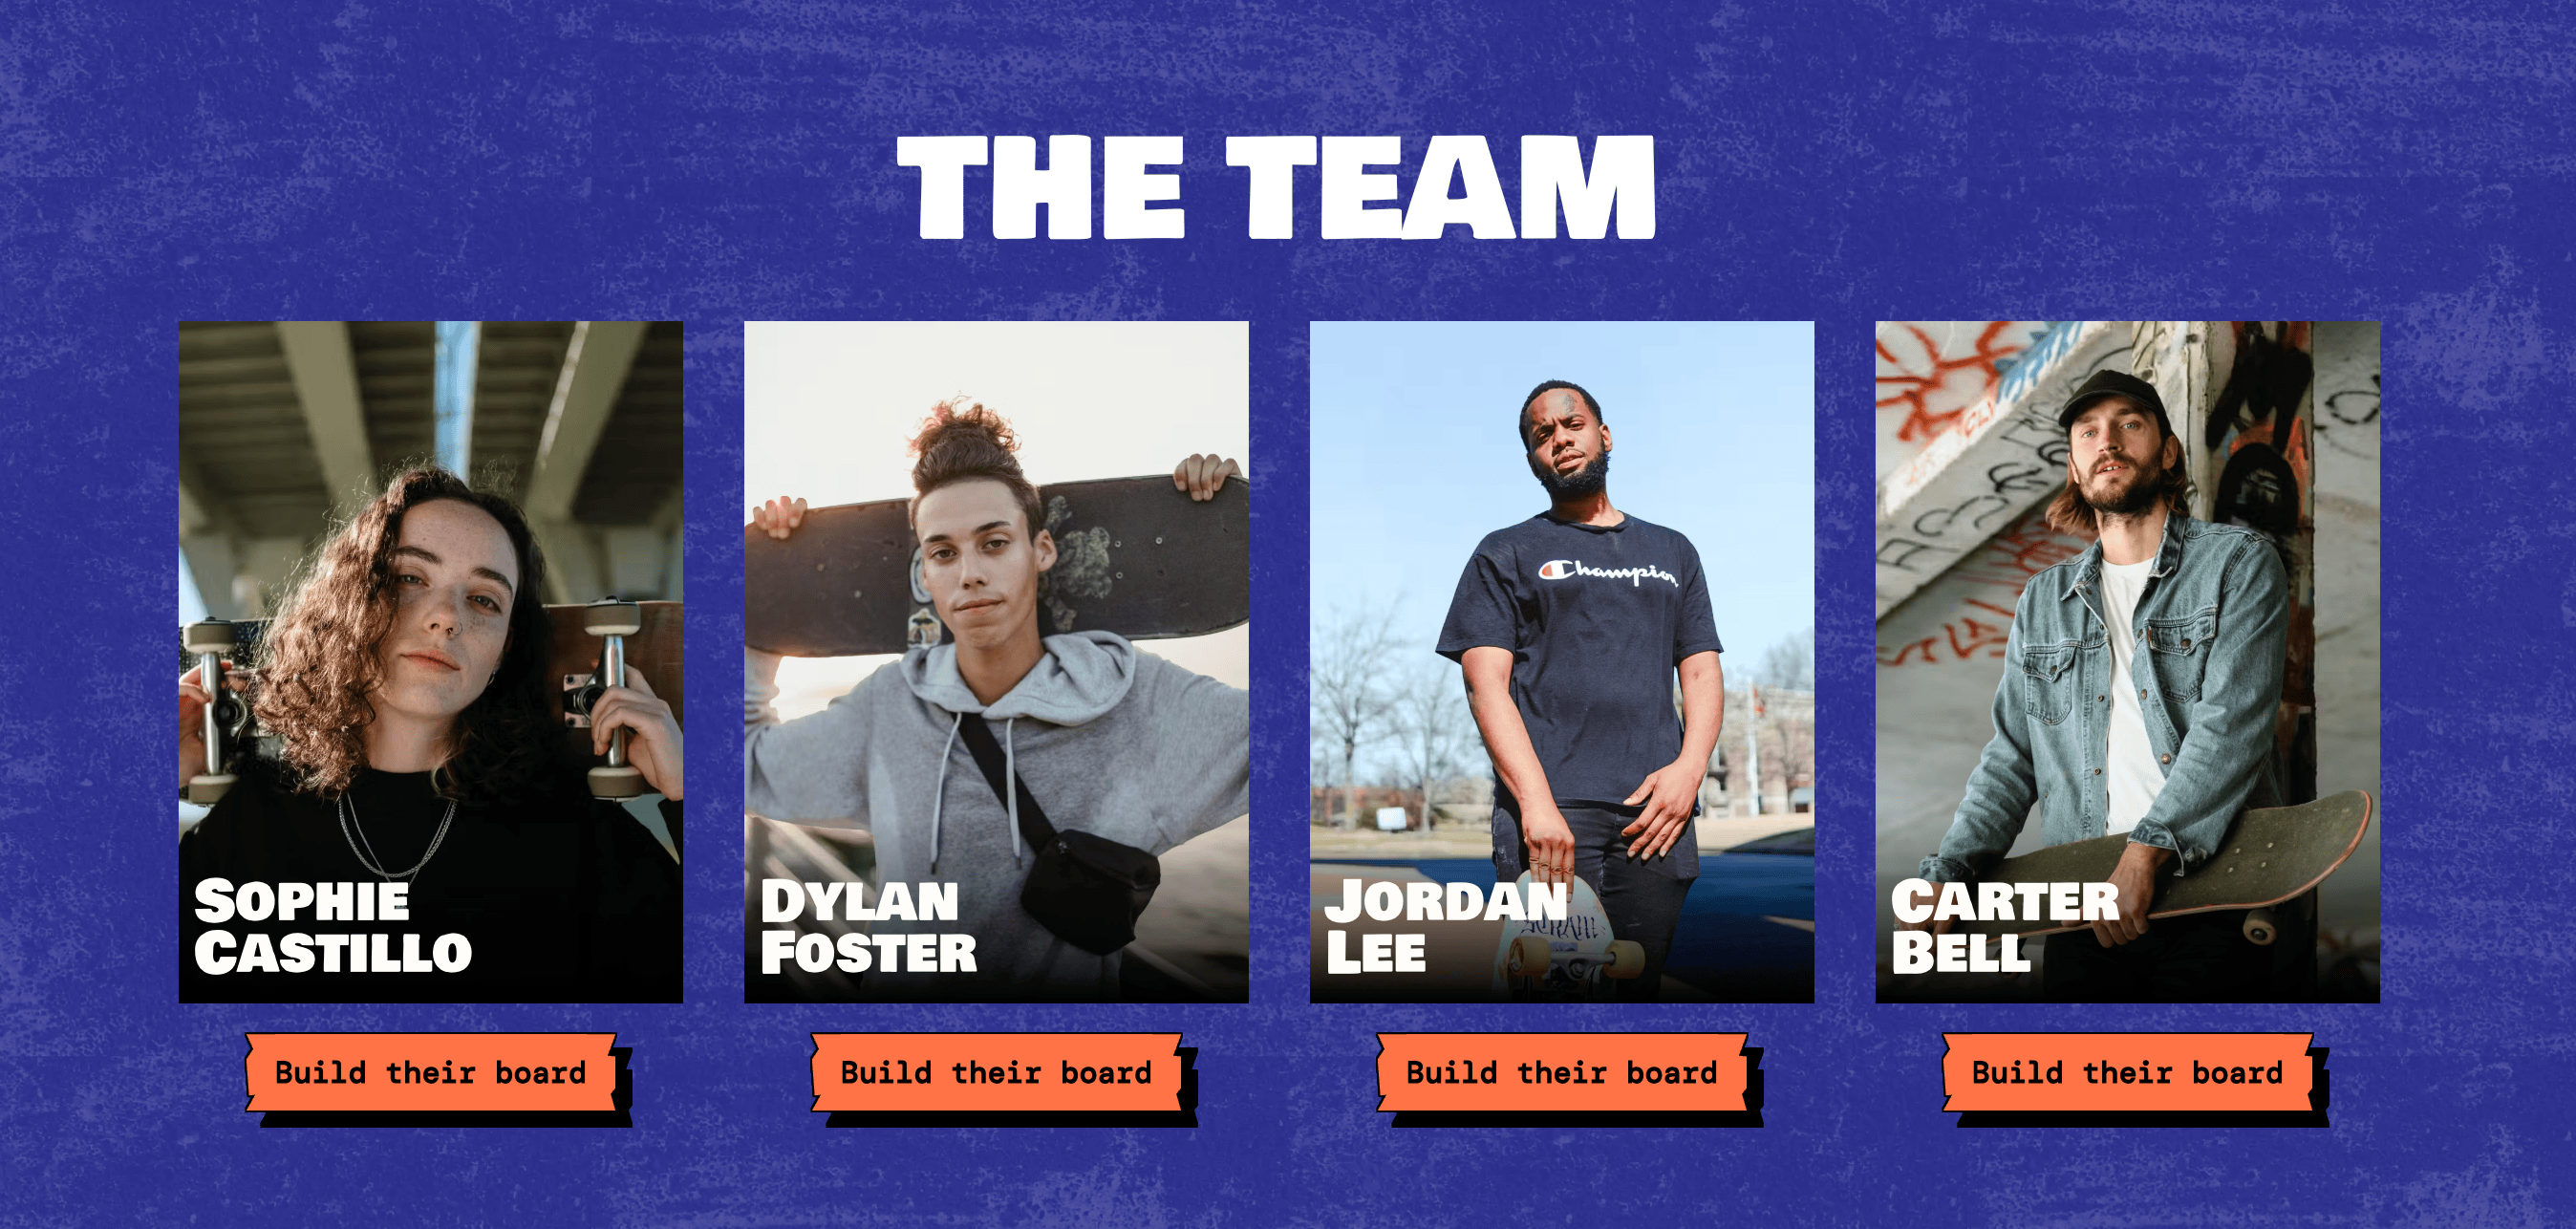 THE TEAM
Champion
SOPHIE
CASTILLO
DYLAN
FOSTER
JORDAN
LEE
CARTER
BELL
Build their board
Build their board
Build their board
Build their board